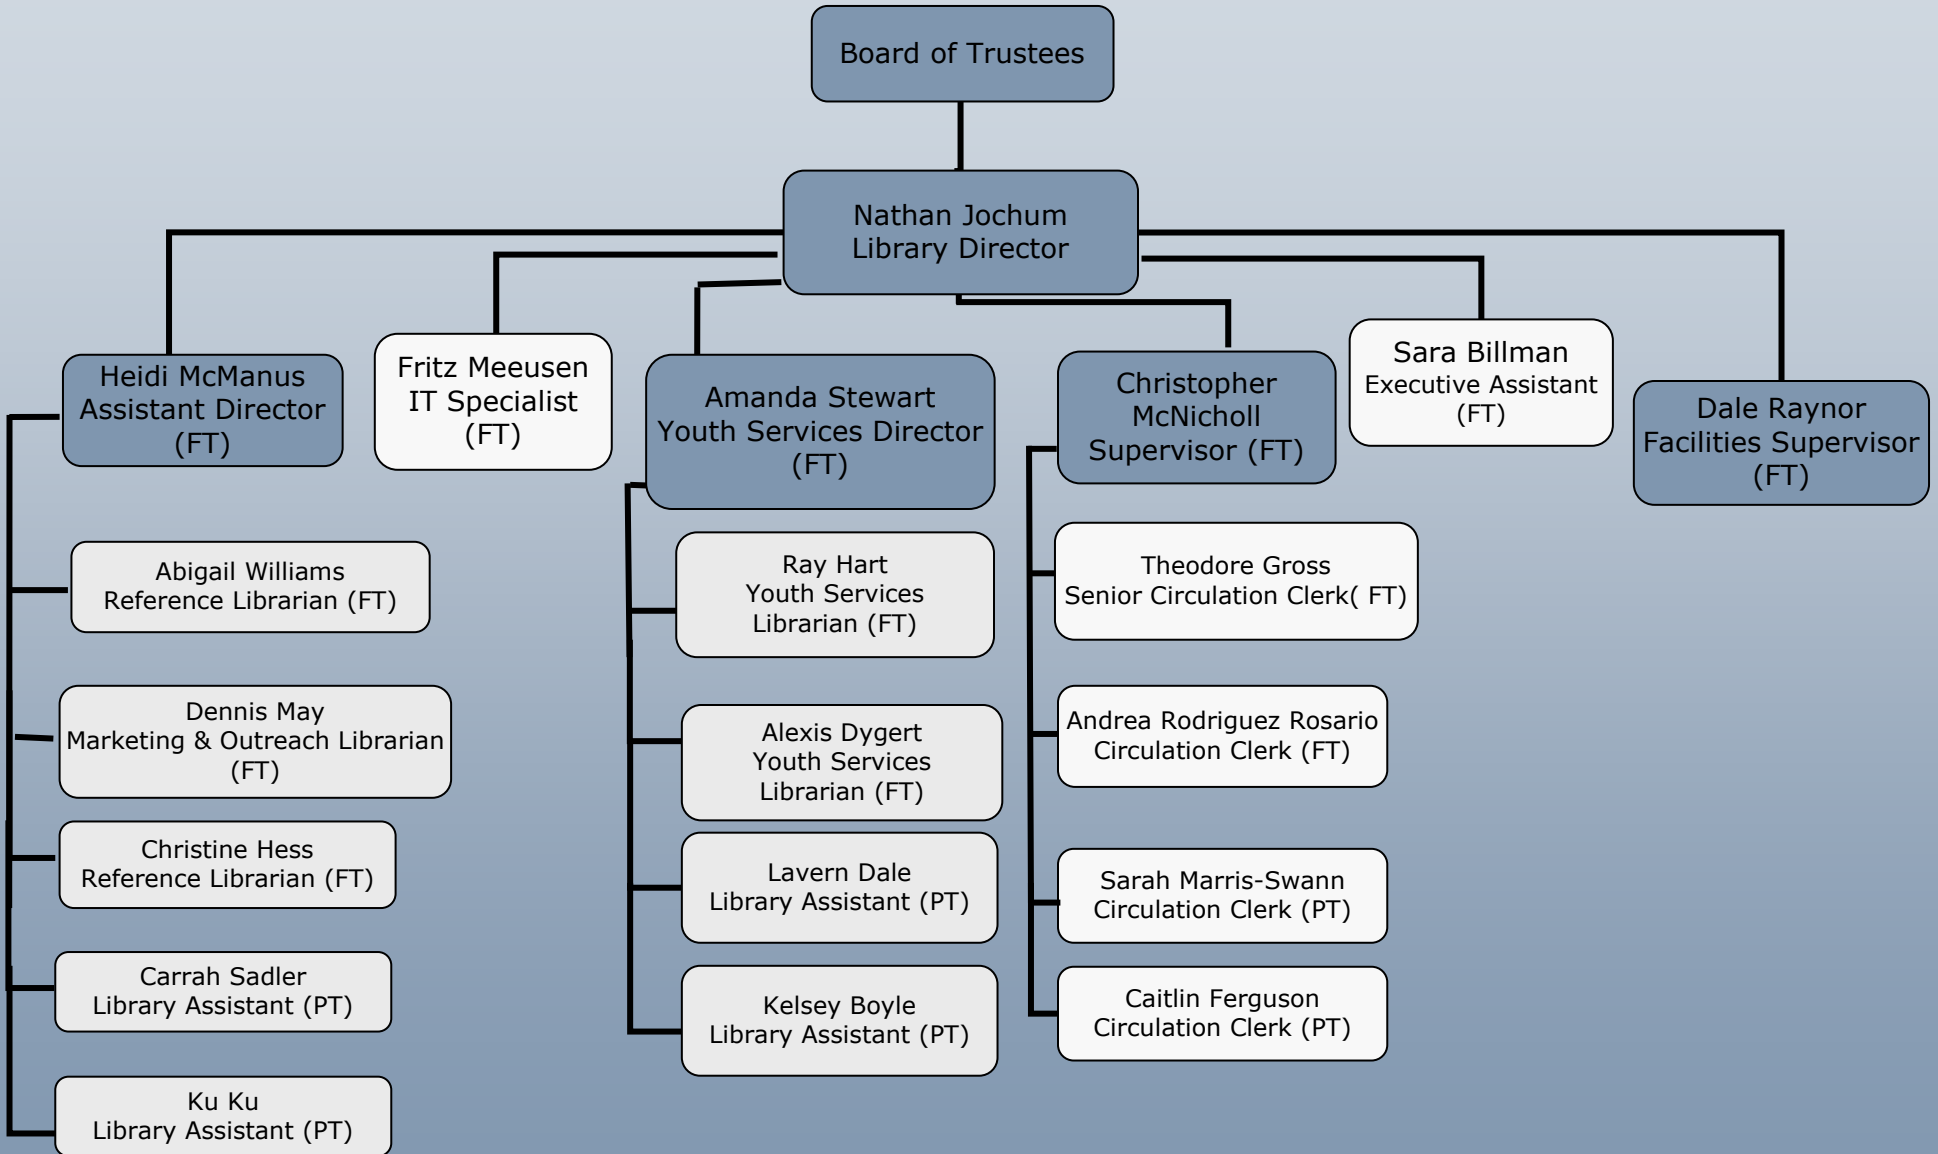 Board of Trustees
Nathan Jochum
Library Director
Heidi McManus
Assistant Director
(FT)
Fritz Meeusen
IT Specialist
(FT)
Amanda Stewart
Youth Services Director
(FT)
Christopher
McNicholl
Supervisor (FT)
Sara Billman
Executive Assistant
(FT)
Dale Raynor
Facilities Supervisor
(FT)
Abigail Williams
Reference Librarian (FT)
Dennis May
Marketing & Outreach Librarian
(FT)
Christine Hess
Reference Librarian (FT)
Carrah Sadler
Library Assistant (PT)
Ku Ku
Library Assistant (PT)
Ray Hart
Youth Services
Librarian (FT)
Alexis Dygert
Youth Services
Librarian (FT)
Lavern Dale
Library Assistant (PT)
Kelsey Boyle
Library Assistant (PT)
Theodore Gross
Senior Circulation Clerk( FT)
Andrea Rodriguez Rosario
Circulation Clerk (FT)
Sarah Marris-Swann
Circulation Clerk (PT)
Caitlin Ferguson
Circulation Clerk (PT)